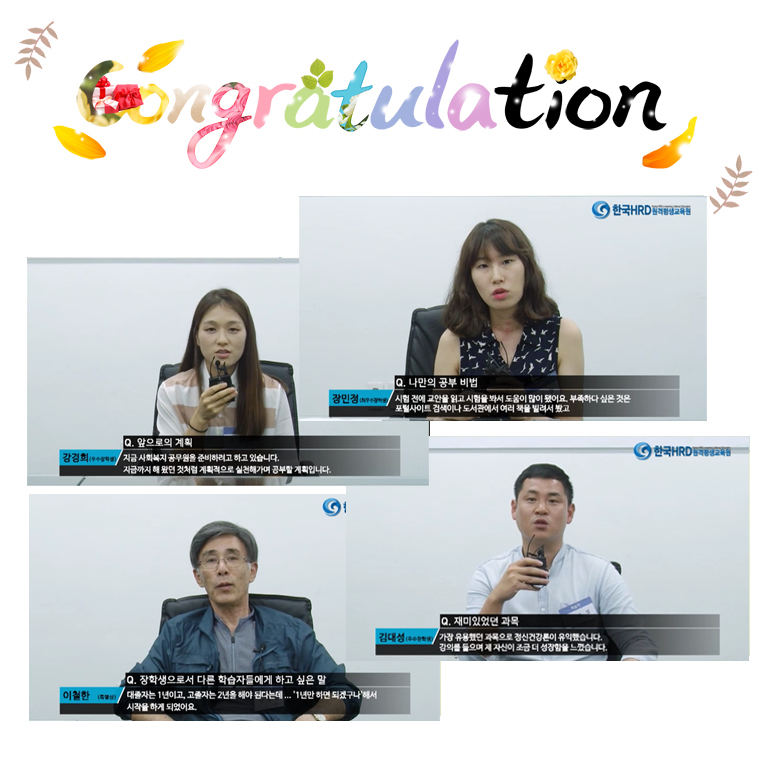 Congratulation
한국HRD 원격평생교육원
Q. 나만의 공부 비법
장민정(최우수장학생)
시험 전에 교안을 읽고 시험을 봐서 도움이 많이 됐어요. 부족하다 싶은 것은
포털사이트 검색이나 도서관에서 여러 책을 빌려서 봤고
Q. 앞으로의 계획
강경희(우수장학생)
지금 사회복지 공무원을 준비하려고 하고 있습니다.
지금까지 해 왔던 것처럼 계획적으로 실천해가며 공부할 계획입니다.
한국HRD 원격평생교육원
Q. 재미있었던 과목
김대성(우수장학생)
가장 유용했던 과목으로 정신건강론이 유익했습니다.
강의를 들으며 제 자신이 조금 더 성장함을 느꼈습니다.
Q. 장학생으로서 다른 학습자들에게 하고 싶은 말
이철한 (특별상)
대졸자는 1년이고, 고졸자는 2년을 해야 된다는데 ... '1년만 하면 되겠구나'해서
시작을 하게 되었어요.